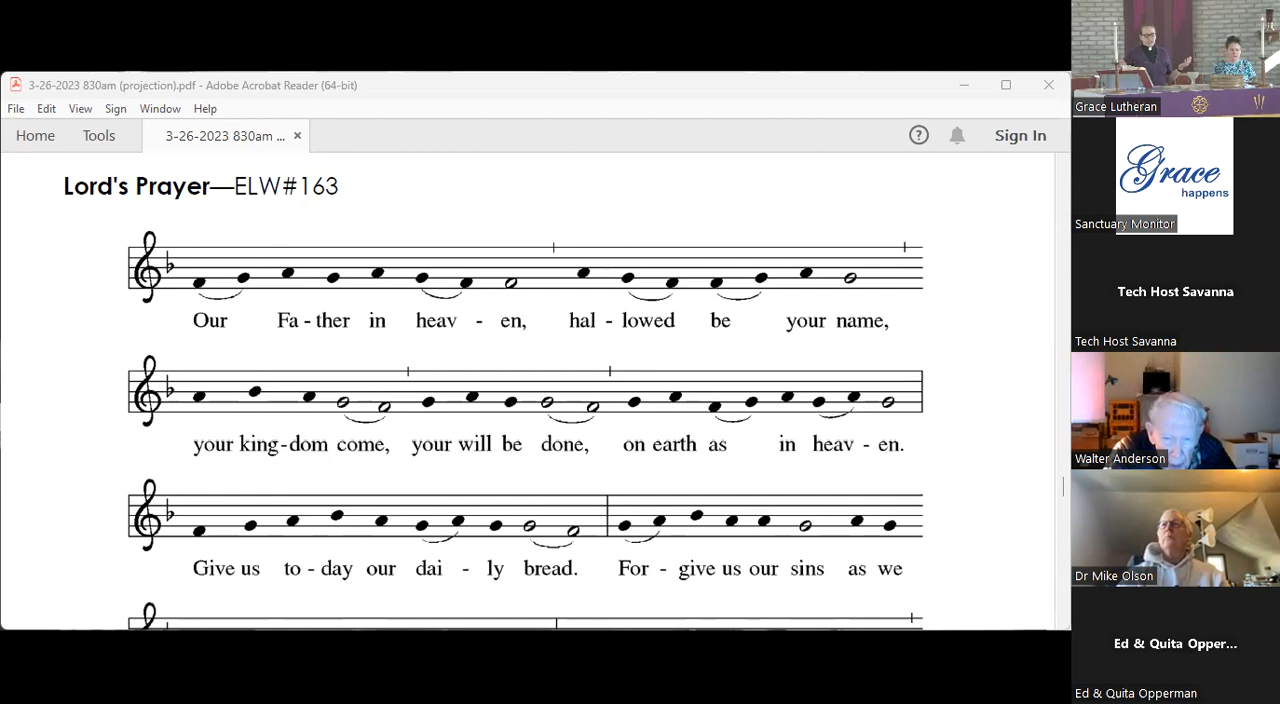 3-26-2023 830am (projection).pdf - Adobe Acrobat Reader (64-bit)
File Edit View Sign Window Help
Home Tools 3-26-2023 830am ... × Sign In
Lord's Prayer—ELW#163
Our Fa - ther in heav - en, hal - lowed be your name,
your king - dom come, your will be done, on earth as in heav - en.
Give us to - day our dai - ly bread. For - give us our sins as we
Grace Lutheran
Grace
happens
Sanctuary Monitor
Tech Host Savanna
Tech Host Savanna
Walter Anderson
Dr Mike Olson
Ed & Quita Opper...
Ed & Quita Opperman